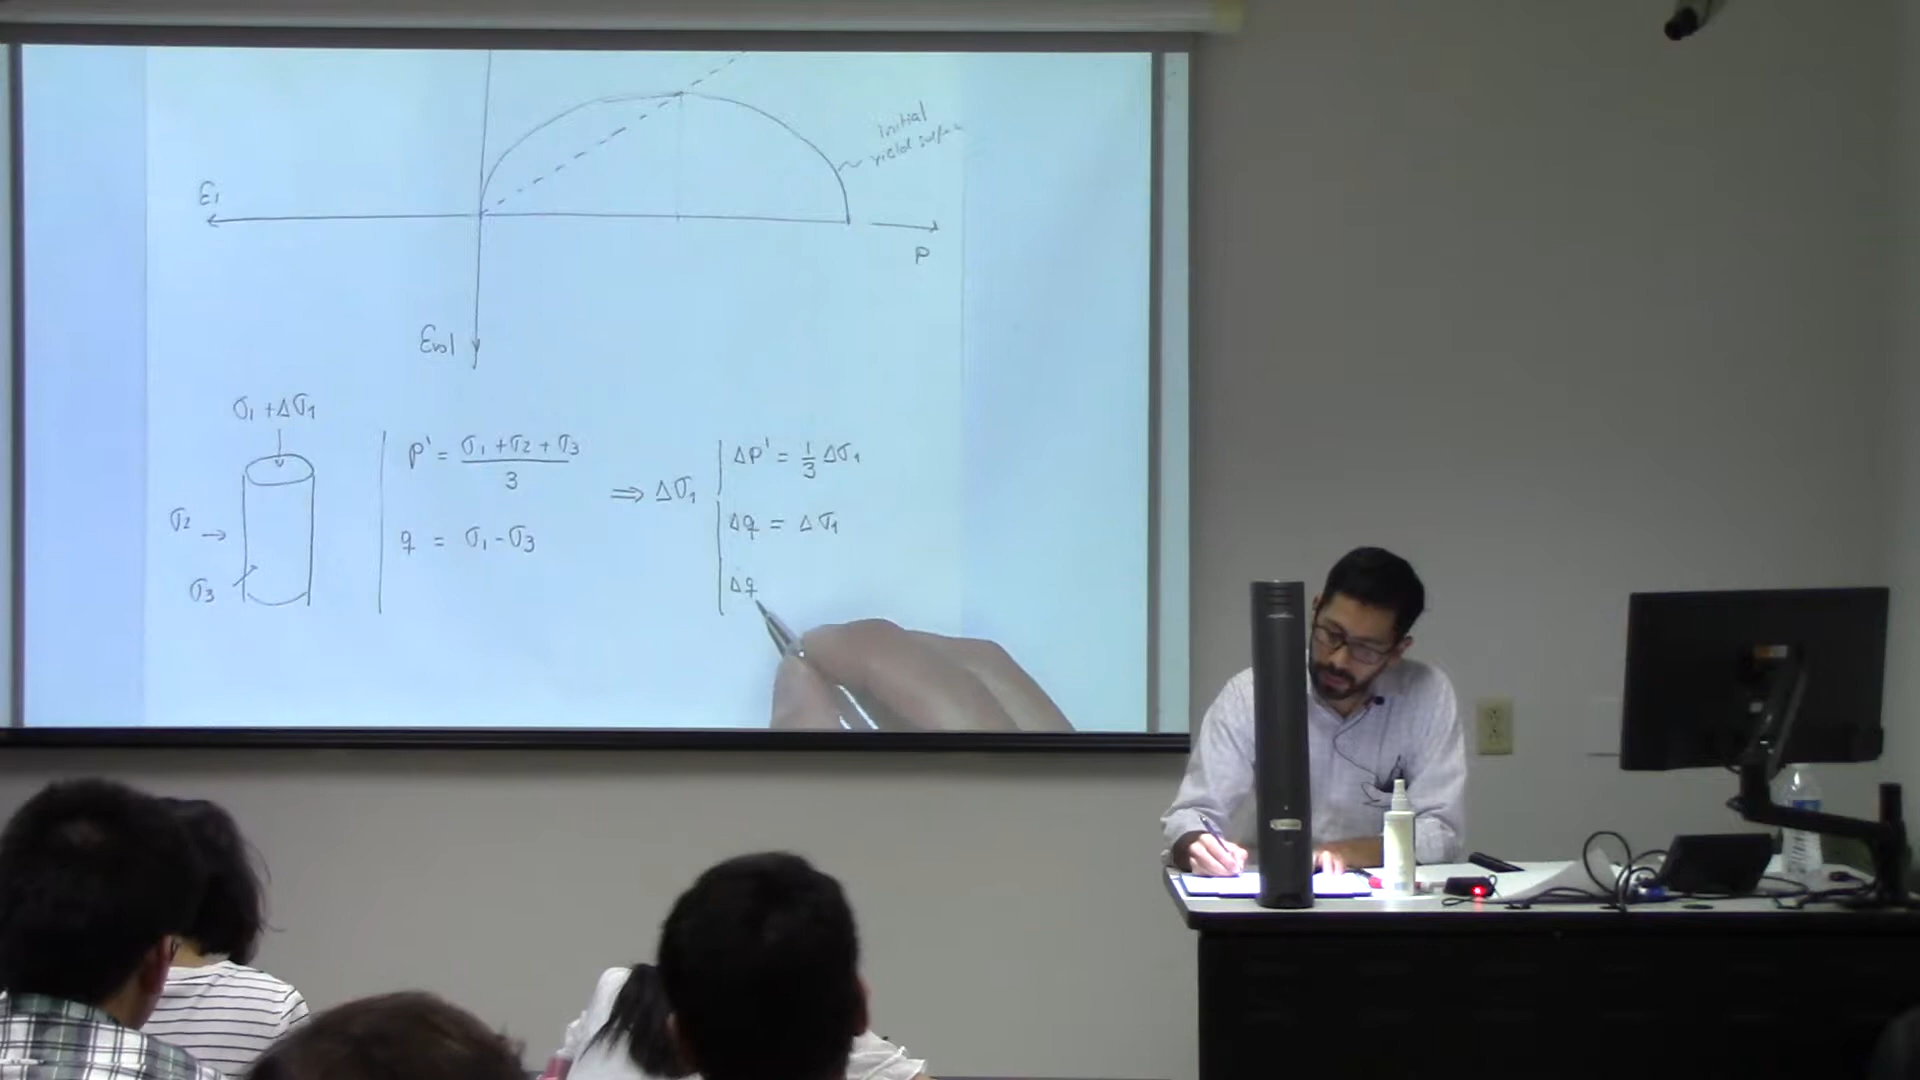 initial
yield surface
ε₁
P
εvol
σ₁ + Δσ₁
σ₂
σ₃
P' = (σ₁ + σ₂ + σ₃) / 3
q = σ₁ - σ₃
⇒ Δσ₁
ΔP' = 1/3 Δσ₁
Δq = Δσ₁
Δq